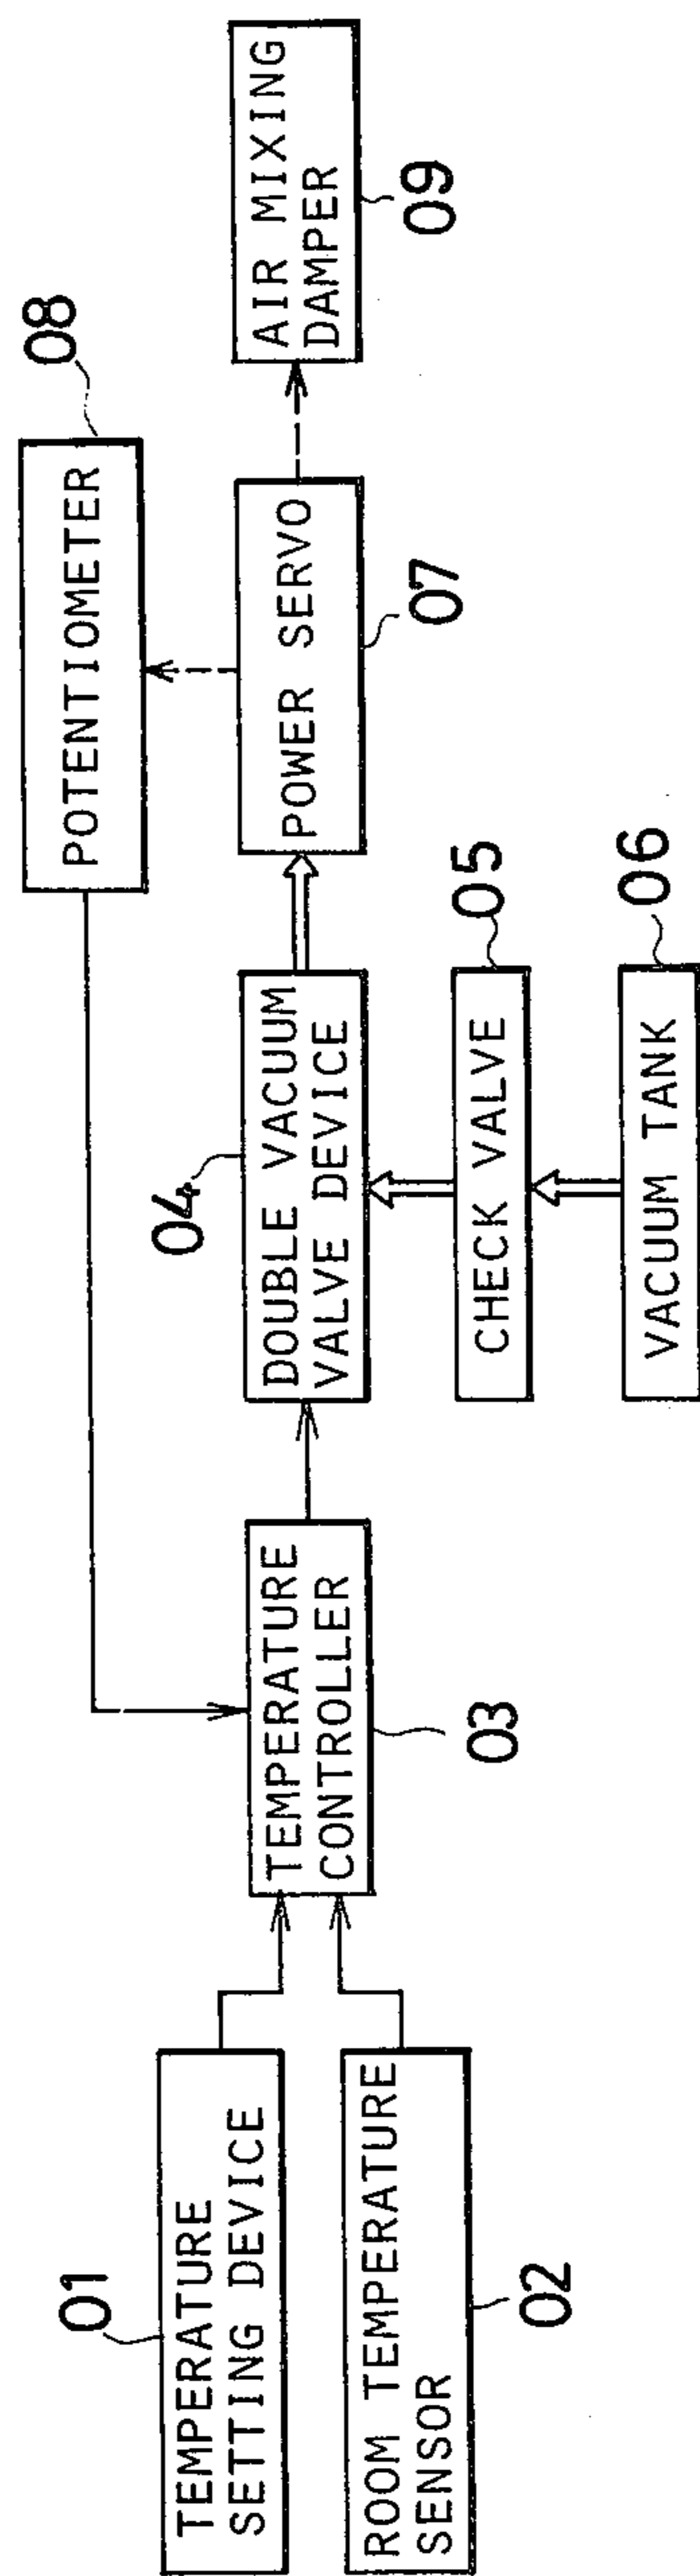 01
TEMPERATURE
SETTING DEVICE
ROOM TEMPERATURE
SENSOR
02
TEMPERATURE
CONTROLLER
03
04
DOUBLE VACUUM
VALVE DEVICE
CHECK VALVE
05
VACUUM TANK
06
POWER SERVO
07
POTENTIOMETER
08
AIR MIXING
DAMPER
09